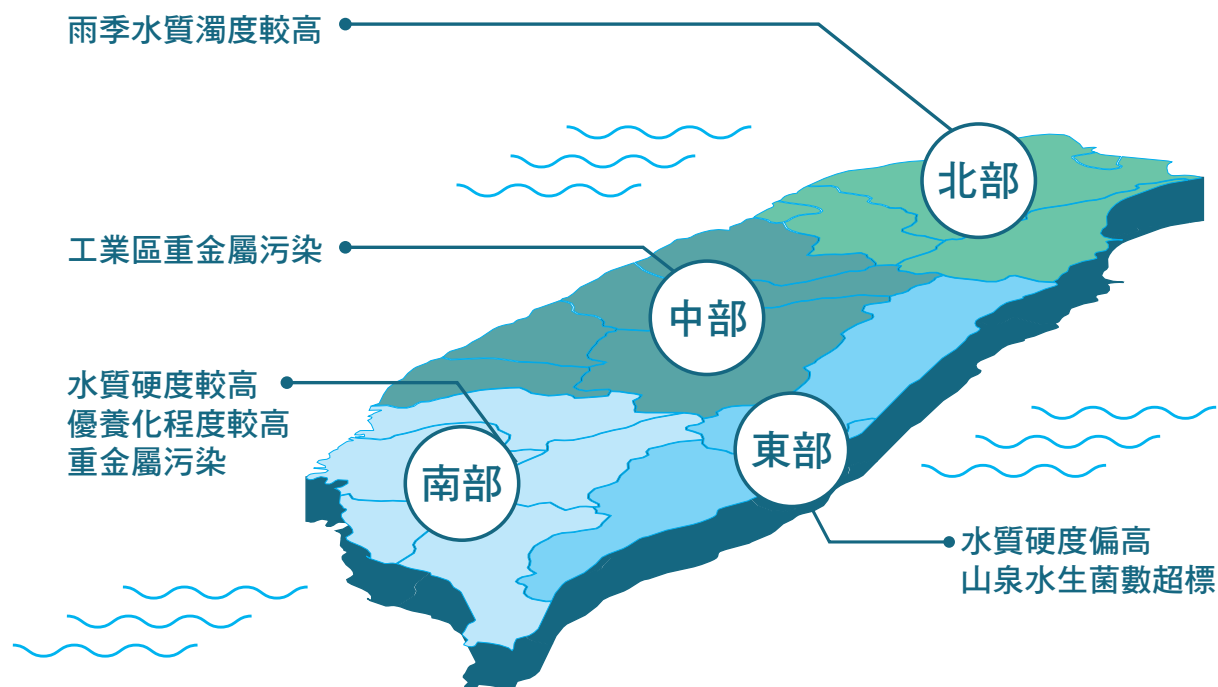 雨季水質濁度較高
北部
工業區重金屬污染
中部
水質硬度較高
優養化程度較高
重金屬污染
南部
東部
水質硬度偏高
山泉水生菌數超標